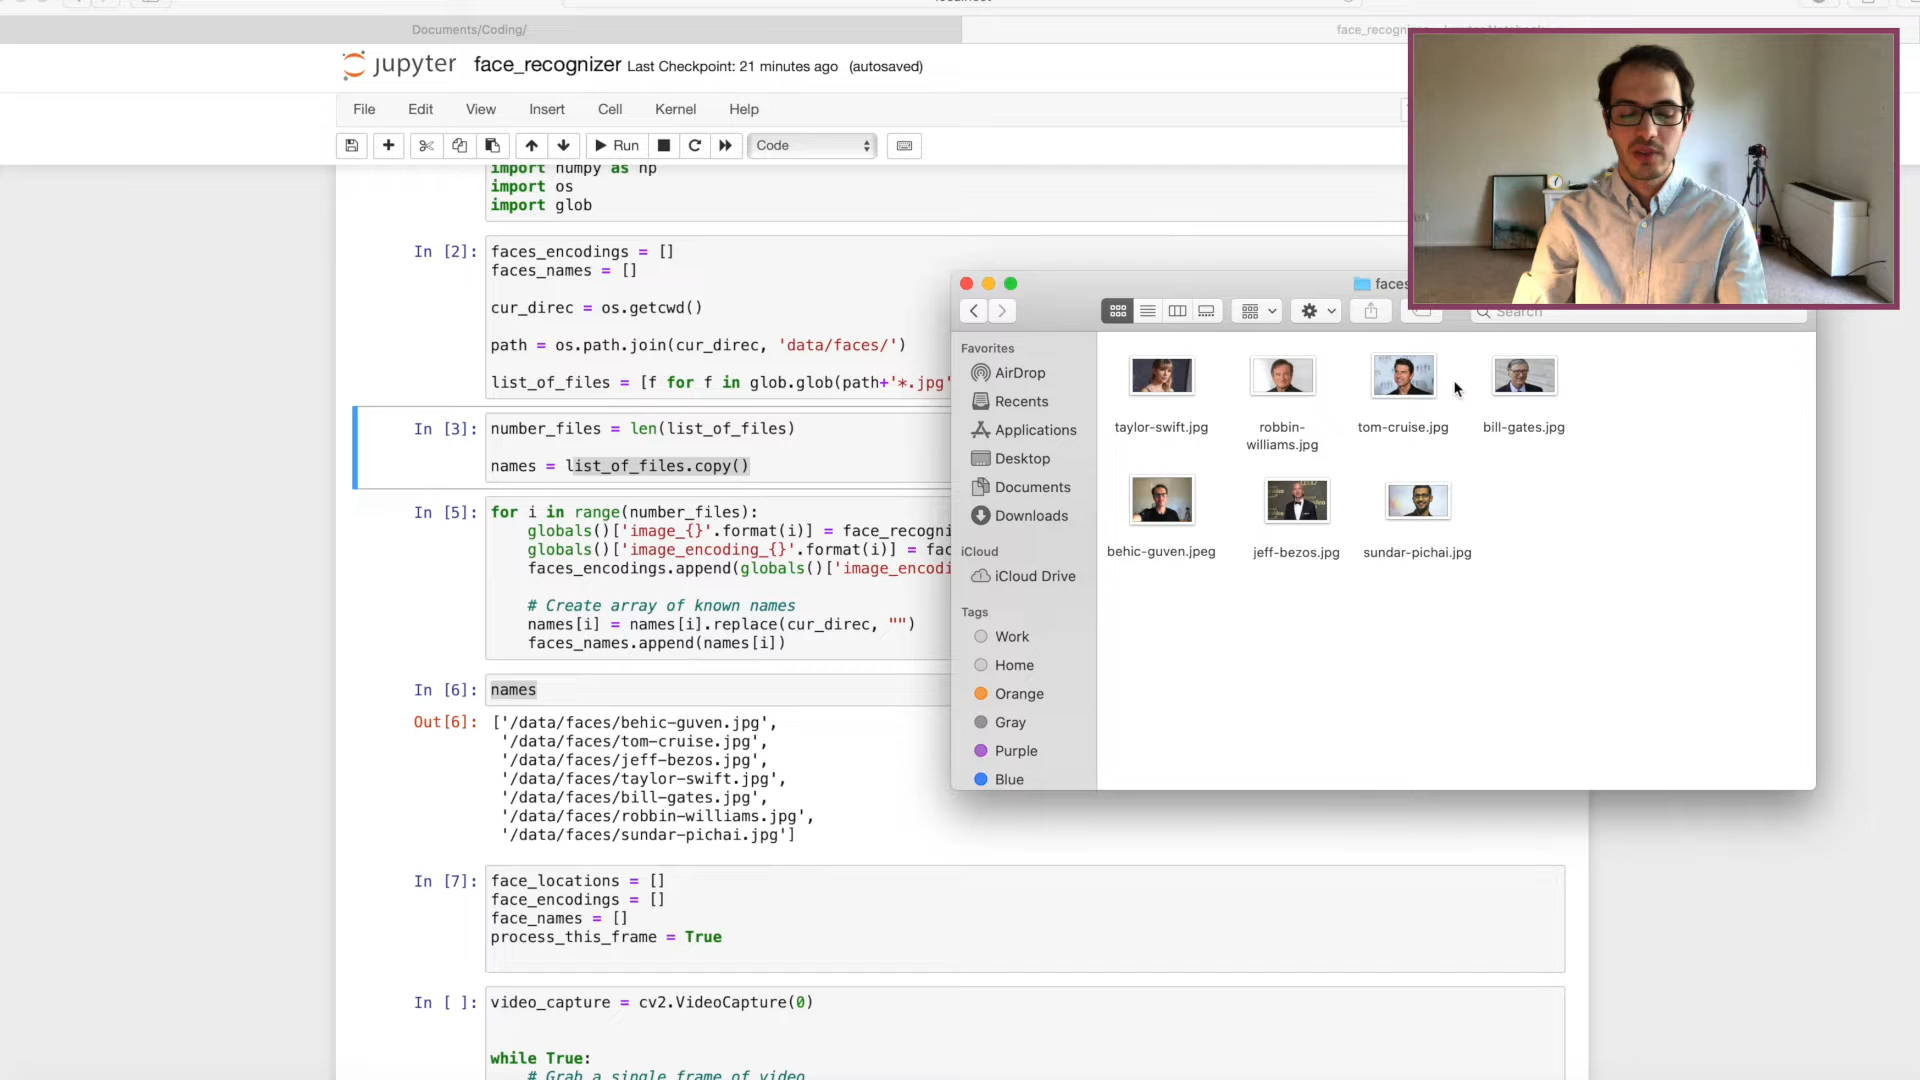 Documents/Coding/
jupyter face_recognizer Last Checkpoint: 21 minutes ago (autosaved)
File Edit View Insert Cell Kernel Help
Run Code
import numpy as np
import os
import glob
In [2]: faces_encodings = []
faces_names = []
cur_direc = os.getcwd()
path = os.path.join(cur_direc, 'data/faces/')
list_of_files = [f for f in glob.glob(path+'*.jpg'
In [3]: number_files = len(list_of_files)
names = list_of_files.copy()
In [5]: for i in range(number_files):
globals()['image_{}'.format(i)] = face_recogni
globals()['image_encoding_{}'.format(i)] = fac
faces_encodings.append(globals()['image_encodi
# Create array of known names
names[i] = names[i].replace(cur_direc, "")
faces_names.append(names[i])
In [6]: names
Out[6]: ['/data/faces/behic-guven.jpg',
'/data/faces/tom-cruise.jpg',
'/data/faces/jeff-bezos.jpg',
'/data/faces/taylor-swift.jpg',
'/data/faces/bill-gates.jpg',
'/data/faces/robbin-williams.jpg',
'/data/faces/sundar-pichai.jpg']
In [7]: face_locations = []
face_encodings = []
face_names = []
process_this_frame = True
In [ ]: video_capture = cv2.VideoCapture(0)
while True:
# Grab a single frame of video
faces
Search
Favorites
AirDrop
Recents
Applications
Desktop
Documents
Downloads
iCloud
iCloud Drive
Tags
Work
Home
Orange
Gray
Purple
Blue
taylor-swift.jpg
robbin-
williams.jpg
tom-cruise.jpg
bill-gates.jpg
behic-guven.jpeg
jeff-bezos.jpg
sundar-pichai.jpg